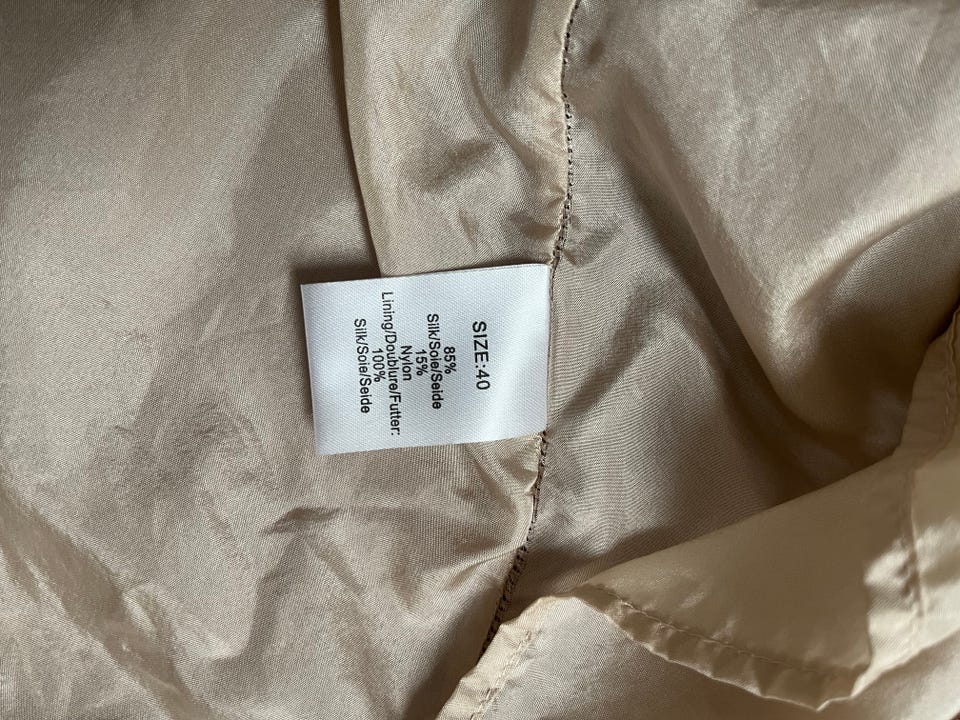 SIZE:40
85%
Silk/Soie/Seide
15%
Nylon
Lining/Doublure/Futter:
100%
Silk/Soie/Seide